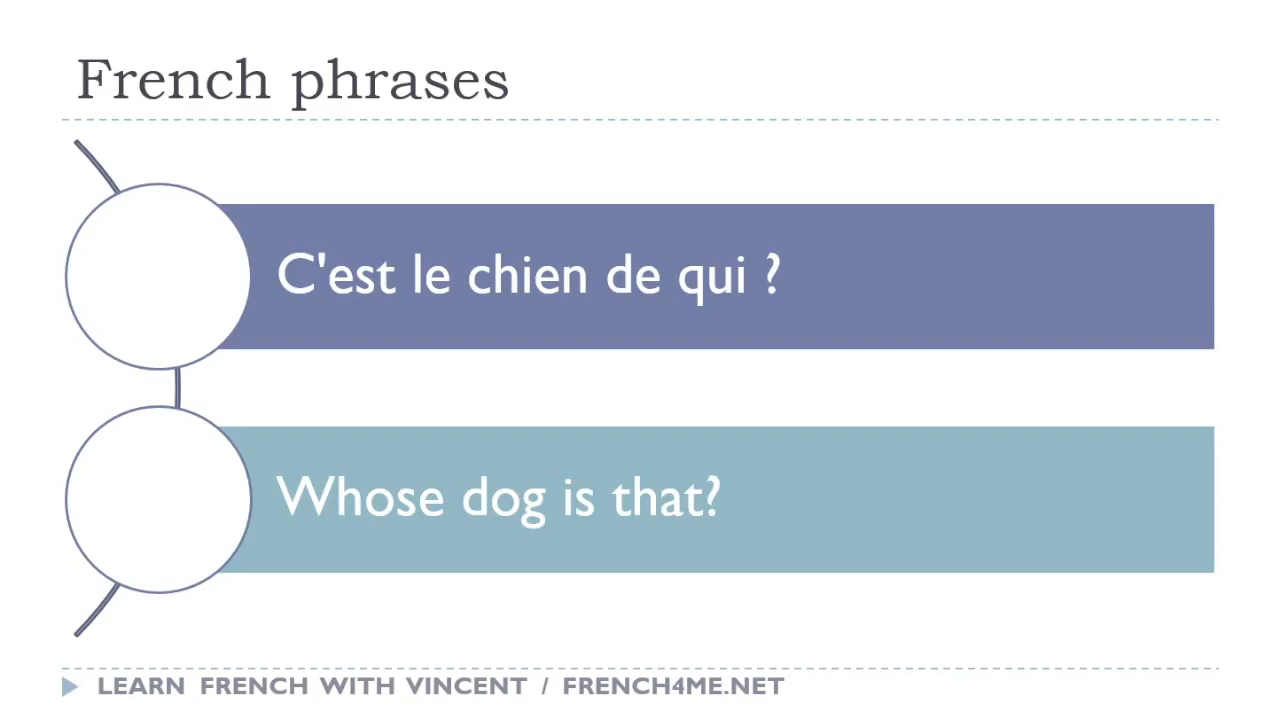 French phrases
C'est le chien de qui ?
Whose dog is that?
LEARN FRENCH WITH VINCENT / FRENCH4ME.NET